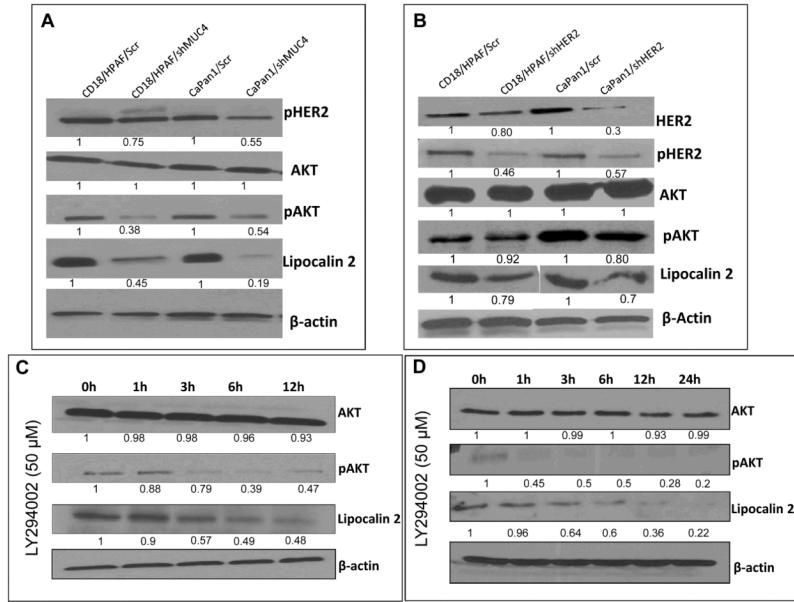 A
CD18/HPAF/Scr
CD18/HPAF/shMUC4
CaPan1/Scr
CaPan1/shMUC4
pHER2
1 0.75 1 0.55
AKT
1 1 1 1
pAKT
1 0.38 1 0.54
Lipocalin 2
1 0.45 1 0.19
β-actin
B
CD18/HPAF/Scr
CD18/HPAF/shHER2
CaPan1/scr
CaPan1/shHER2
HER2
1 0.80 1 0.3
pHER2
1 0.46 1 0.57
AKT
1 1 1 1
pAKT
1 0.92 1 0.80
Lipocalin 2
1 0.79 1 0.7
β-Actin
C
LY294002 (50 µM)
0h 1h 3h 6h 12h
AKT
1 0.98 0.98 0.96 0.93
pAKT
1 0.88 0.79 0.39 0.47
Lipocalin 2
1 0.9 0.57 0.49 0.48
β-actin
D
LY294002 (50 µM)
0h 1h 3h 6h 12h 24h
AKT
1 1 0.99 1 0.93 0.99
pAKT
1 0.45 0.5 0.5 0.28 0.2
Lipocalin 2
1 0.96 0.64 0.6 0.36 0.22
β-actin